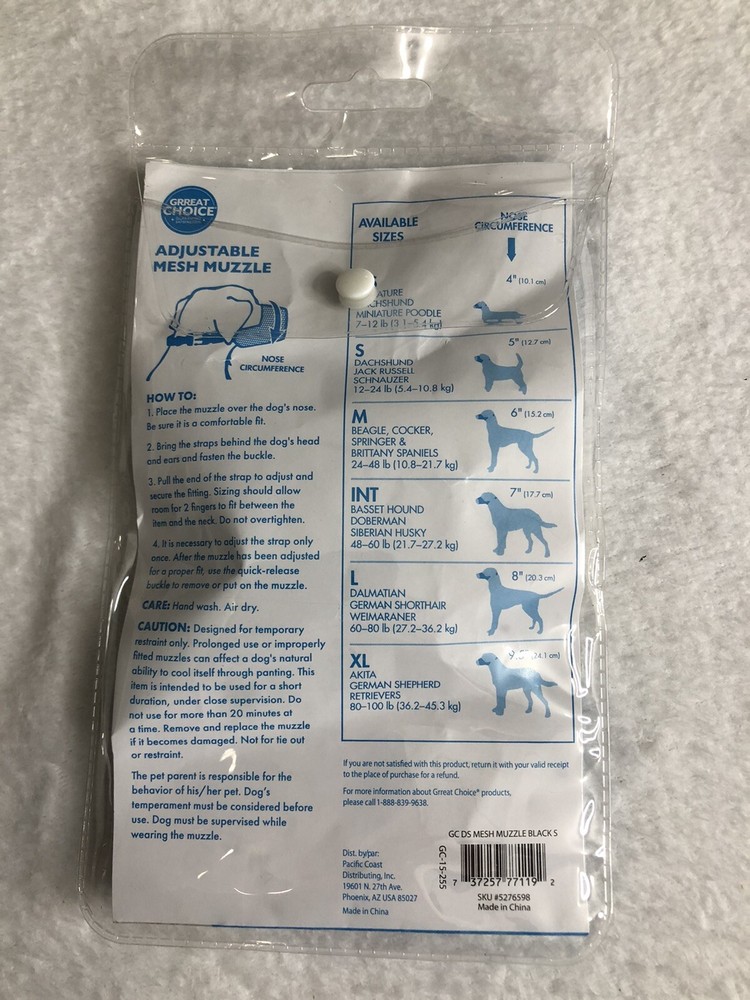 GRREAT
CHOICE
ADJUSTABLE
MESH MUZZLE
NOSE
CIRCUMFERENCE
HOW TO:
1. Place the muzzle over the dog's nose.
Be sure it is a comfortable fit.
2. Bring the straps behind the dog's head
and ears and fasten the buckle.
3. Pull the end of the strap to adjust and
secure the fitting. Sizing should allow
room for 2 fingers to fit between the
item and the neck. Do not overtighten.
4. It is necessary to adjust the strap only
once. After the muzzle has been adjusted
for a proper fit, use the quick-release
buckle to remove or put on the muzzle.
CARE: Hand wash. Air dry.
CAUTION: Designed for temporary
restraint only. Prolonged use or improperly
fitted muzzles can affect a dog's natural
ability to cool itself through panting. This
item is intended to be used for a short
duration, under close supervision. Do
not use for more than 20 minutes at
a time. Remove and replace the muzzle
if it becomes damaged. Not for tie out
or restraint.
The pet parent is responsible for the
behavior of his/her pet. Dog's
temperament must be considered before
use. Dog must be supervised while
wearing the muzzle.
AVAILABLE
SIZES
NOSE
CIRCUMFERENCE
4" (10.1 cm)
ATURE
CHSHUND
MINIATURE POODLE
7–12 lb (3.1–5.4 kg)
S
5" (12.7 cm)
DACHSHUND
JACK RUSSELL
SCHNAUZER
12–24 lb (5.4–10.8 kg)
M
6" (15.2 cm)
BEAGLE, COCKER,
SPRINGER &
BRITTANY SPANIELS
24–48 lb (10.8–21.7 kg)
INT
7" (17.7 cm)
BASSET HOUND
DOBERMAN
SIBERIAN HUSKY
48–60 lb (21.7–27.2 kg)
L
8" (20.3 cm)
DALMATIAN
GERMAN SHORTHAIR
WEIMARANER
60–80 lb (27.2–36.2 kg)
XL
(24.1 cm)
AKITA
GERMAN SHEPHERD
RETRIEVERS
80–100 lb (36.2–45.3 kg)
If you are not satisfied with this product, return it with your valid receipt
to the place of purchase for a refund.
For more information about Grreat Choice® products,
please call 1-888-839-9638.
GC DS MESH MUZZLE BLACK S
GC-15-255
7 37257 77119 2
SKU #5276598
Made in China
Dist. by/par:
Pacific Coast
Distributing, Inc.
19601 N. 27th Ave.
Phoenix, AZ USA 85027
Made in China